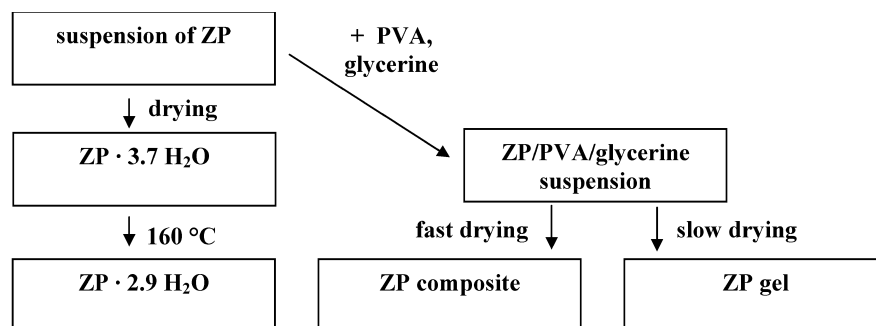 suspension of ZP
+ PVA,
glycerine
drying
ZP · 3.7 H₂O
ZP/PVA/glycerine
suspension
160 °C
fast drying
slow drying
ZP · 2.9 H₂O
ZP composite
ZP gel